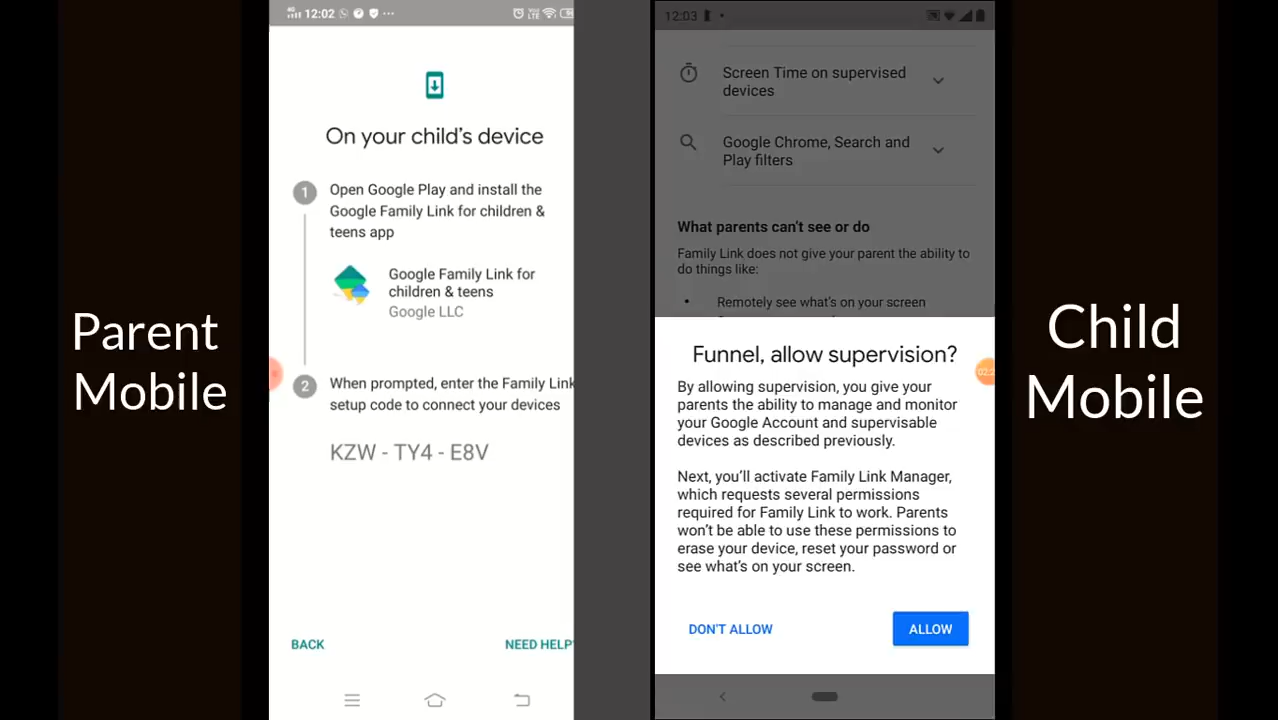 Parent
Mobile
4G
12:02
On your child's device
1
Open Google Play and install the
Google Family Link for children &
teens app
Google Family Link for
children & teens
Google LLC
2
When prompted, enter the Family Link
setup code to connect your devices
KZW - TY4 - E8V
BACK
NEED HELP
12:03
Screen Time on supervised
devices
Google Chrome, Search and
Play filters
What parents can't see or do
Family Link does not give your parent the ability to
do things like:
• Remotely see what's on your screen
Funnel, allow supervision?
By allowing supervision, you give your
parents the ability to manage and monitor
your Google Account and supervisable
devices as described previously.
Next, you'll activate Family Link Manager,
which requests several permissions
required for Family Link to work. Parents
won't be able to use these permissions to
erase your device, reset your password or
see what's on your screen.
DON'T ALLOW
ALLOW
Child
Mobile